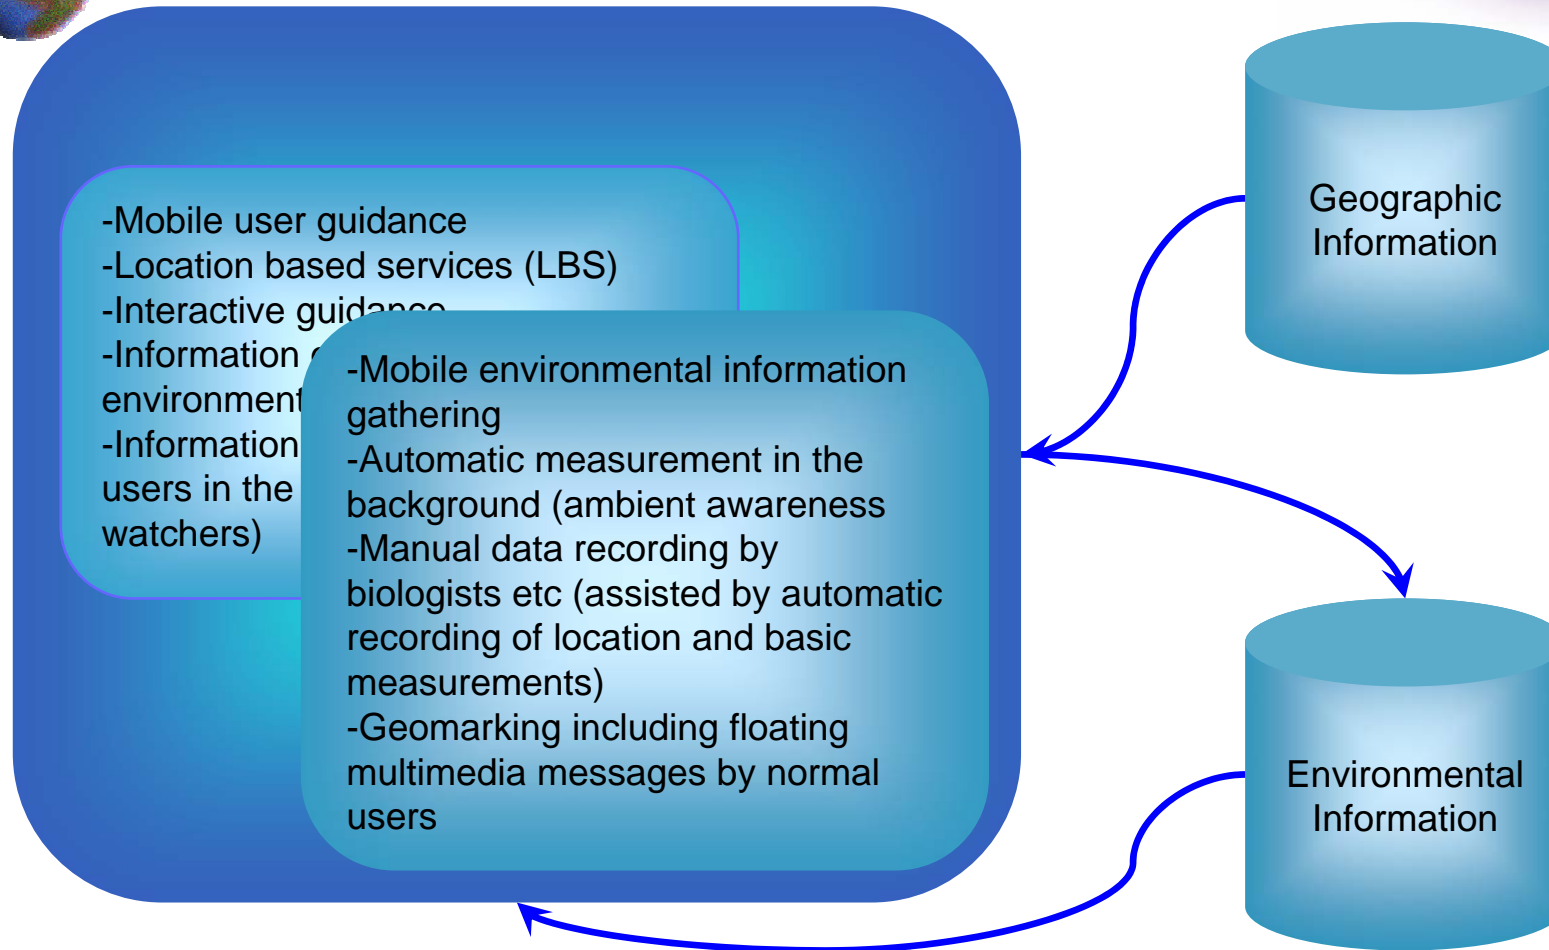 -Mobile user guidance
-Location based services (LBS)
-Interactive guidance
-Information
environment
-Information
users in the
watchers)
-Mobile environmental information
gathering
-Automatic measurement in the
background (ambient awareness
-Manual data recording by
biologists etc (assisted by automatic
recording of location and basic
measurements)
-Geomarking including floating
multimedia messages by normal
users
Geographic
Information
Environmental
Information